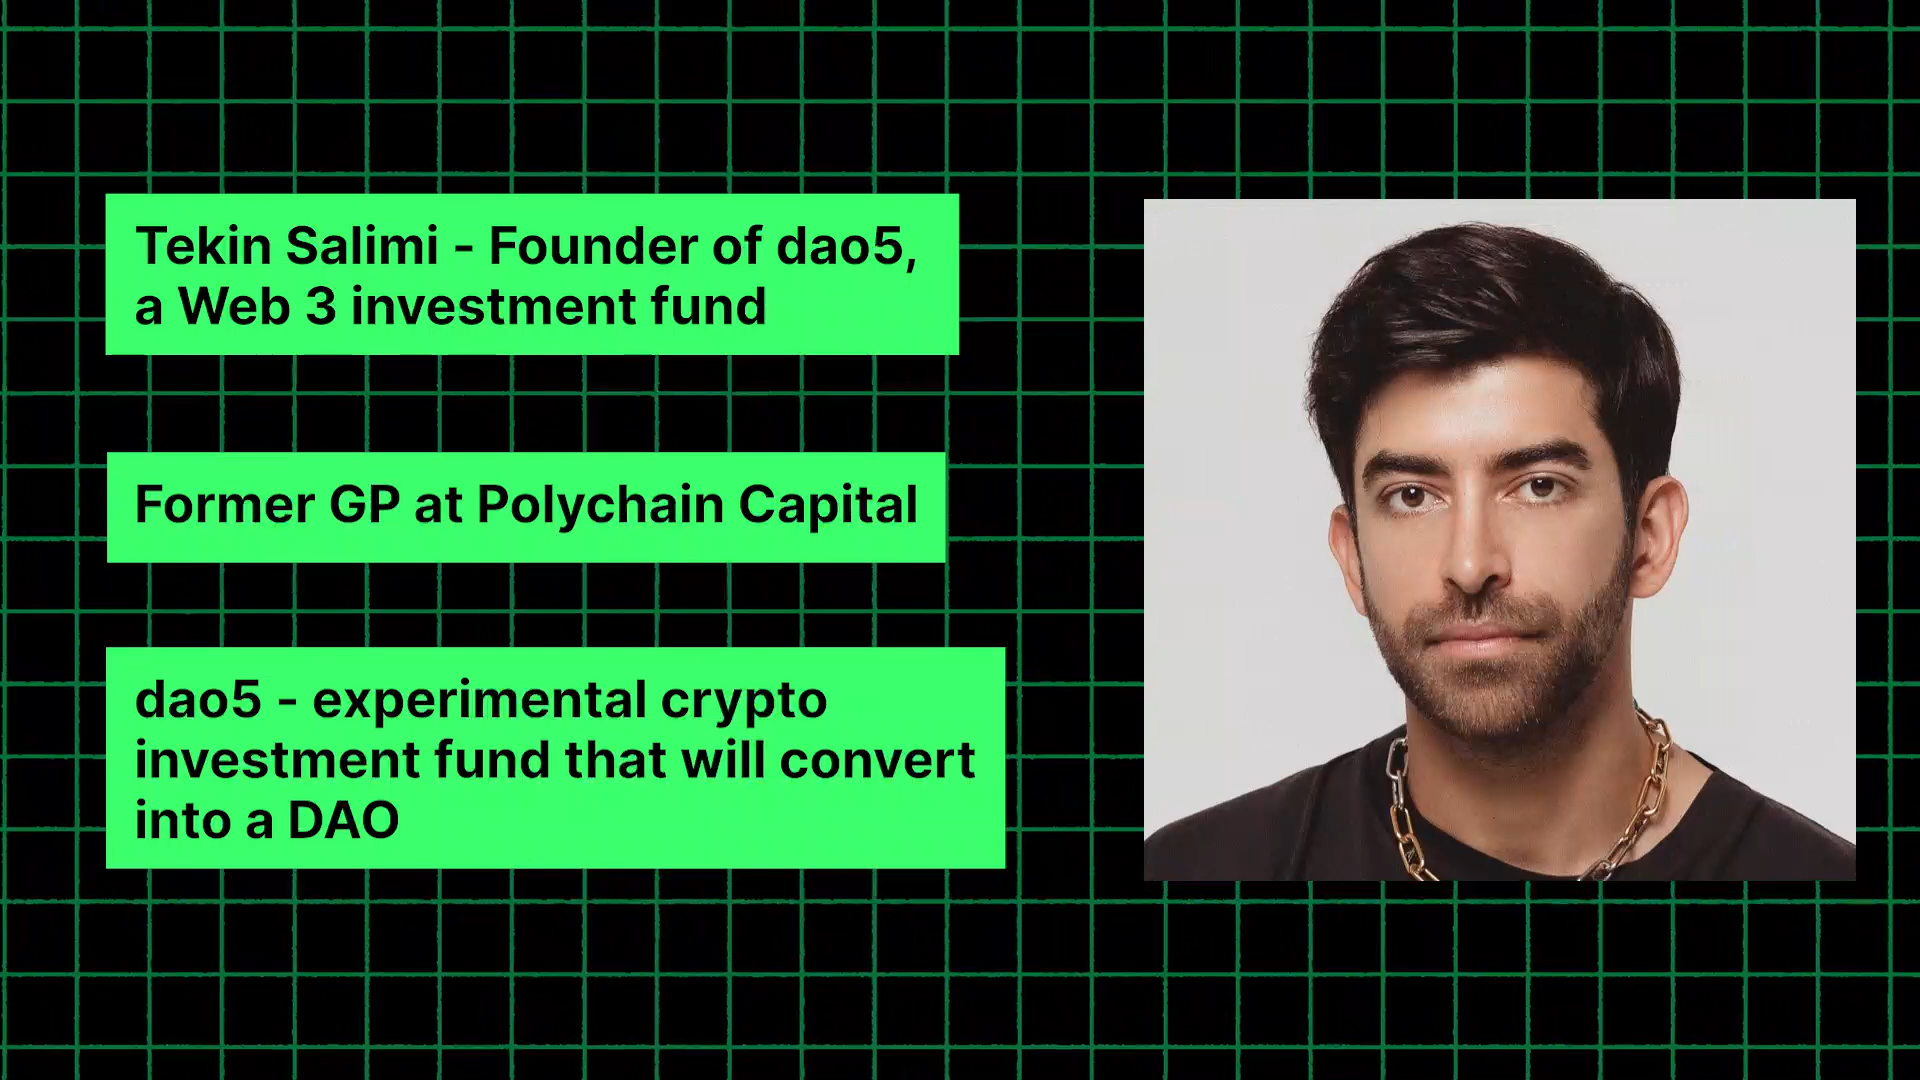 Tekin Salimi - Founder of dao5,
a Web 3 investment fund
Former GP at Polychain Capital
dao5 - experimental crypto
investment fund that will convert
into a DAO